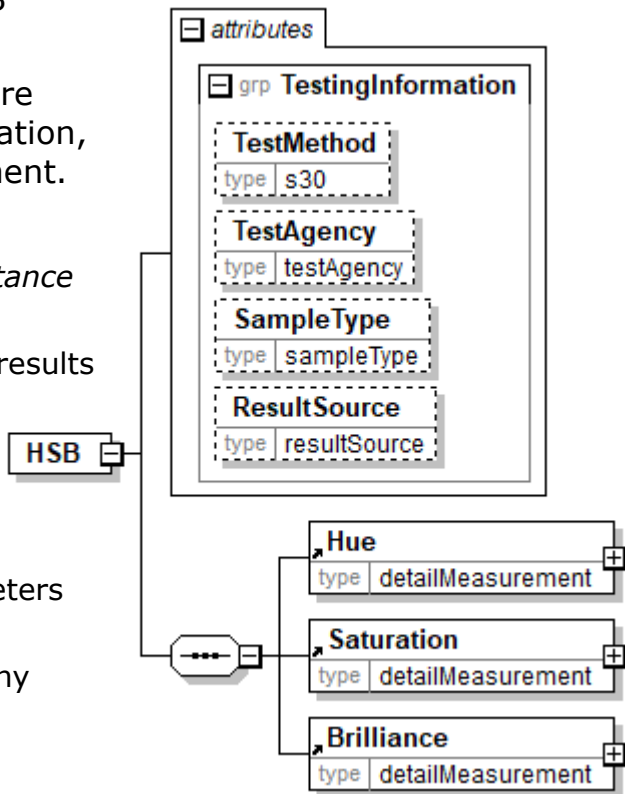 re
ation,
nent.
tance
results
eters
ny
attributes
grp TestingInformation
TestMethod
type s30
TestAgency
type testAgency
SampleType
type sampleType
ResultSource
type resultSource
HSB
Hue
type detailMeasurement
Saturation
type detailMeasurement
Brilliance
type detailMeasurement